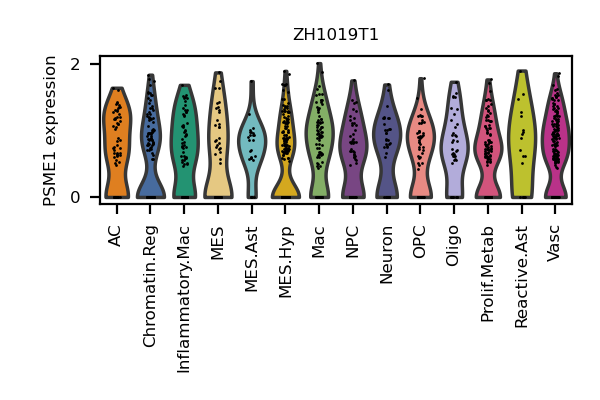 ZH1019T1
PSME1 expression
2
0
AC
Chromatin.Reg
Inflammatory.Mac
MES
MES.Ast
MES.Hyp
Mac
NPC
Neuron
OPC
Oligo
Prolif.Metab
Reactive.Ast
Vasc